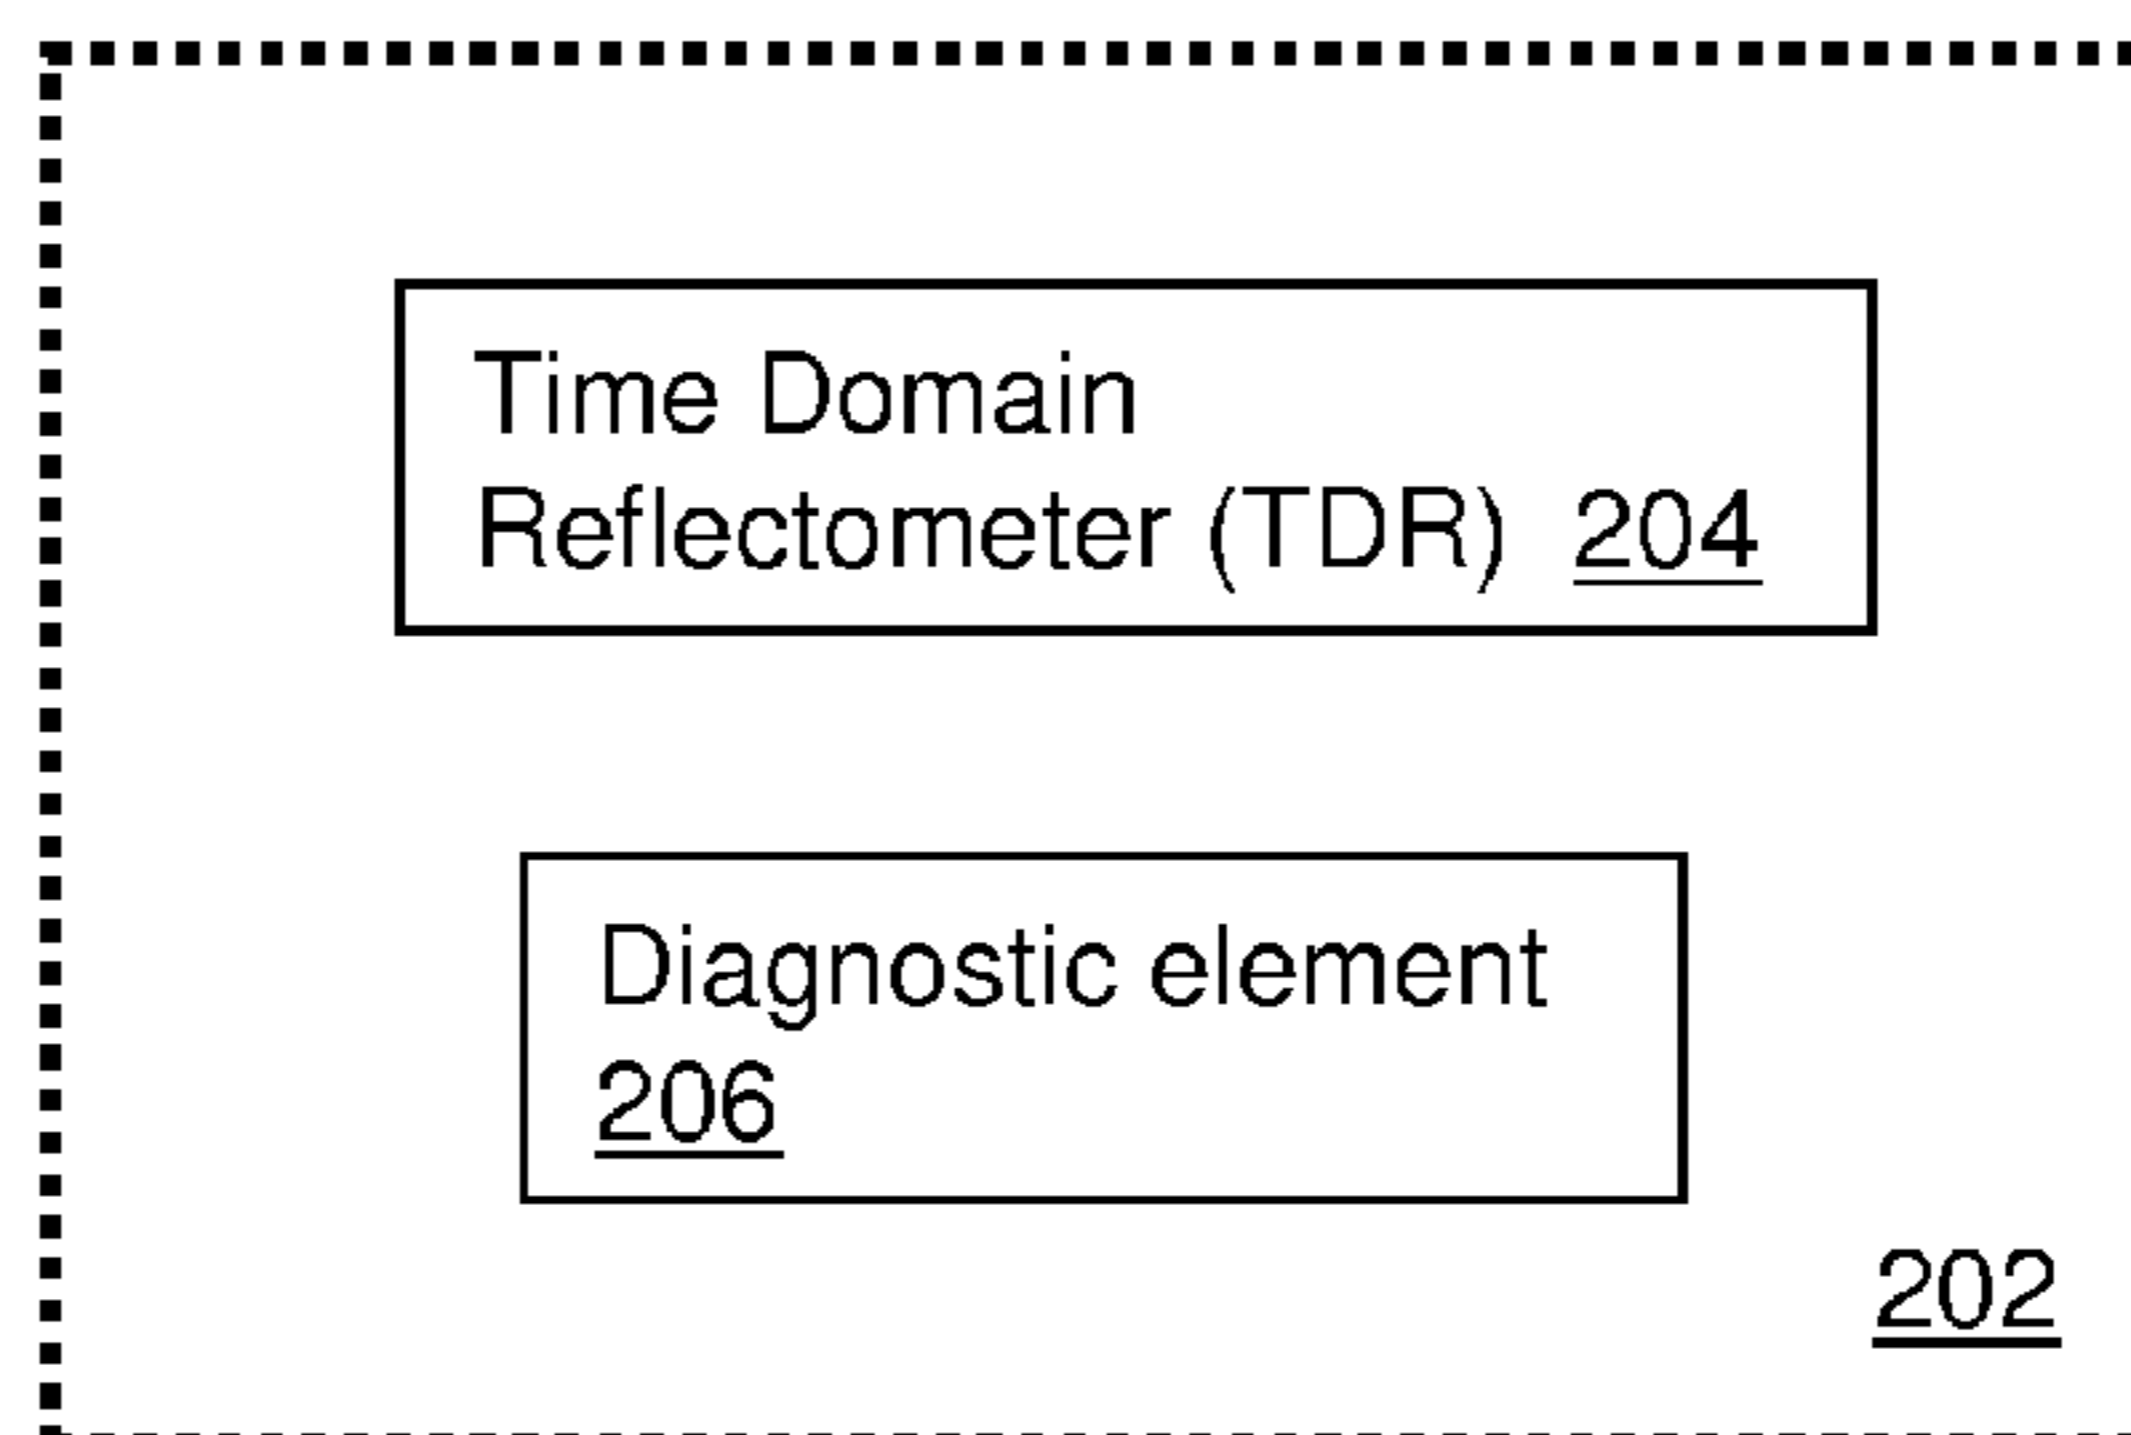 Time Domain
Reflectometer (TDR) 204
Diagnostic element
206
202